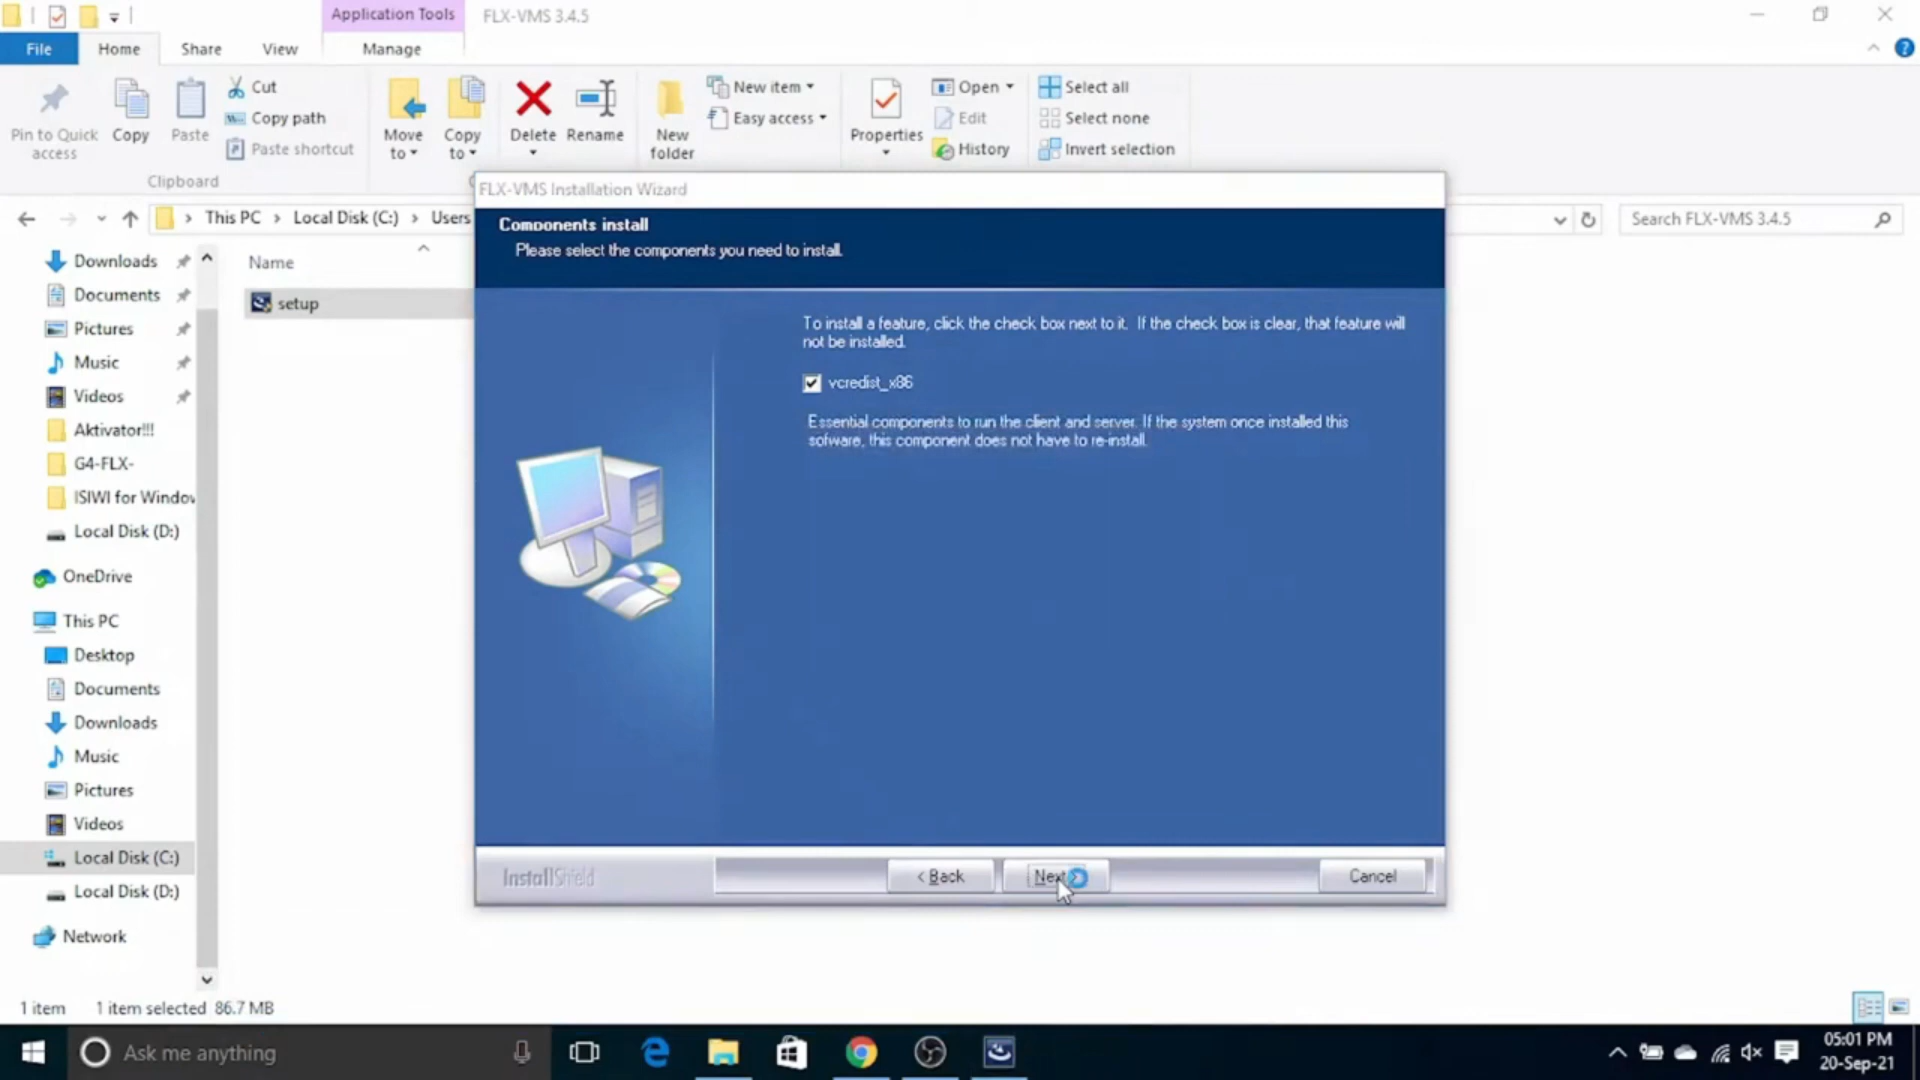 Application Tools
FLX-VMS 3.4.5
File
Home
Share
View
Manage
Pin to Quick access
Copy
Paste
Cut
Copy path
Paste shortcut
Clipboard
Move to
Copy to
Delete
Rename
New folder
New item
Easy access
Properties
Open
Edit
History
Select all
Select none
Invert selection
This PC
Local Disk (C:)
Users
Search FLX-VMS 3.4.5
Downloads
Documents
Pictures
Music
Videos
Aktivator!!!
G4-FLX-
ISIWI for Window
Local Disk (D:)
OneDrive
This PC
Desktop
Documents
Downloads
Music
Pictures
Videos
Local Disk (C:)
Local Disk (D:)
Network
Name
setup
FLX-VMS Installation Wizard
Components install
Please select the components you need to install.
To install a feature, click the check box next to it. If the check box is clear, that feature will
not be installed.
vcredist_x86
Essential components to run the client and server. If the system once installed this
sofware, this component does not have to re-install.
InstallShield
< Back
Next
Cancel
1 item
1 item selected 86.7 MB
Ask me anything
05:01 PM
20-Sep-21